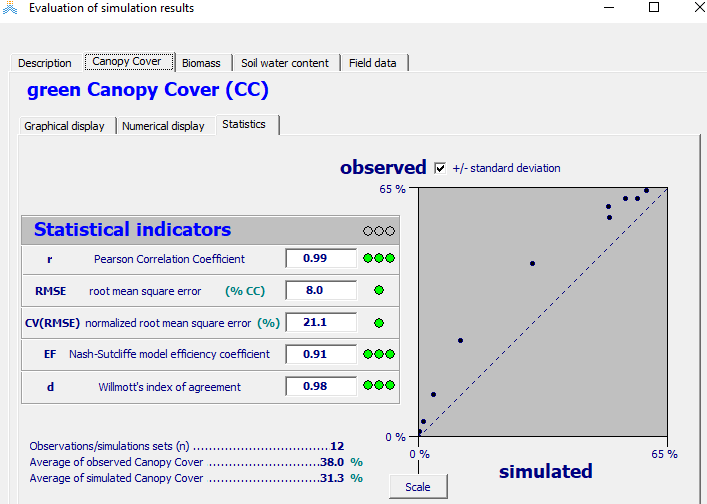 Evaluation of simulation results
Description Canopy Cover Biomass Soil water content Field data
green Canopy Cover (CC)
Graphical display Numerical display Statistics
observed +/- standard deviation
65 %
Statistical indicators
r Pearson Correlation Coefficient 0.99
RMSE root mean square error (% CC) 8.0
CV(RMSE) normalized root mean square error (%) 21.1
EF Nash-Sutcliffe model efficiency coefficient 0.91
d Willmott's index of agreement 0.98
0 %
0 % 65 %
simulated
Observations/simulations sets (n) ..................................12
Average of observed Canopy Cover ...........................38.0 %
Average of simulated Canopy Cover ..........................31.3 %
Scale